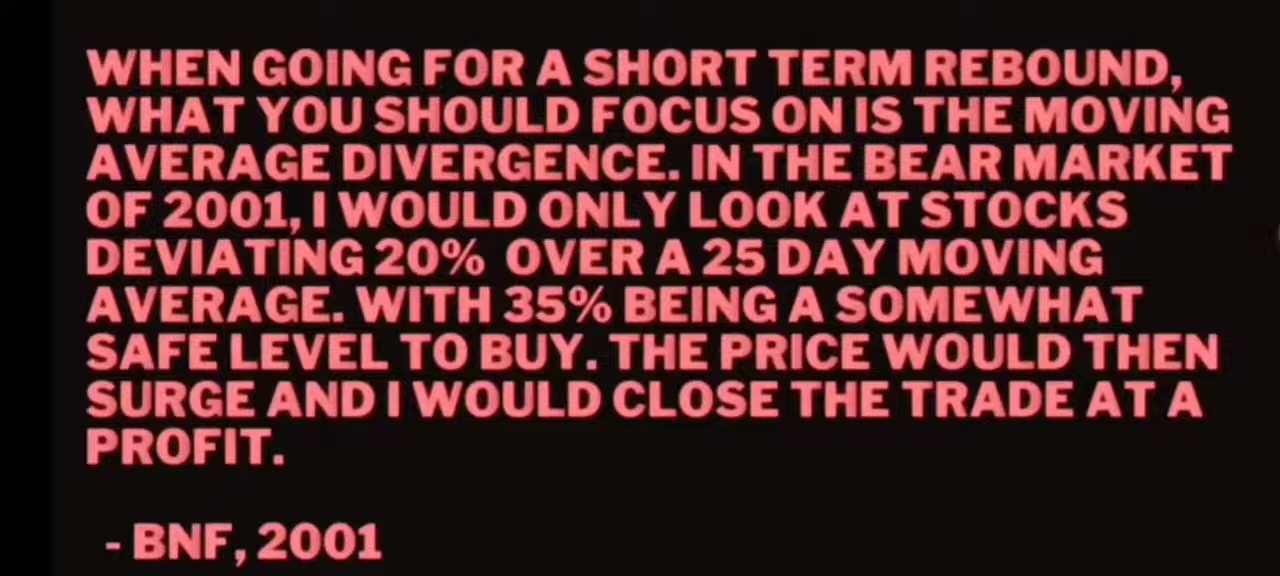 WHEN GOING FOR A SHORT TERM REBOUND,
WHAT YOU SHOULD FOCUS ON IS THE MOVING
AVERAGE DIVERGENCE. IN THE BEAR MARKET
OF 2001, I WOULD ONLY LOOK AT STOCKS
DEVIATING 20% OVER A 25 DAY MOVING
AVERAGE. WITH 35% BEING A SOMEWHAT
SAFE LEVEL TO BUY. THE PRICE WOULD THEN
SURGE AND I WOULD CLOSE THE TRADE AT A
PROFIT.
- BNF, 2001